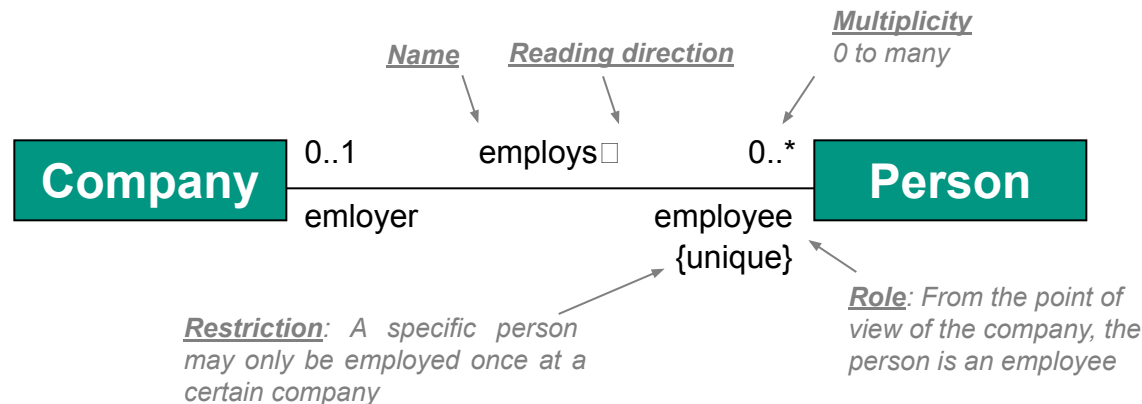 Multiplicity
0 to many
Name
Reading direction
0..1
employs□
0..*
Company
Person
emloyer
employee
{unique}
Restriction: A specific person
may only be employed once at a
certain company
Role: From the point of
view of the company, the
person is an employee